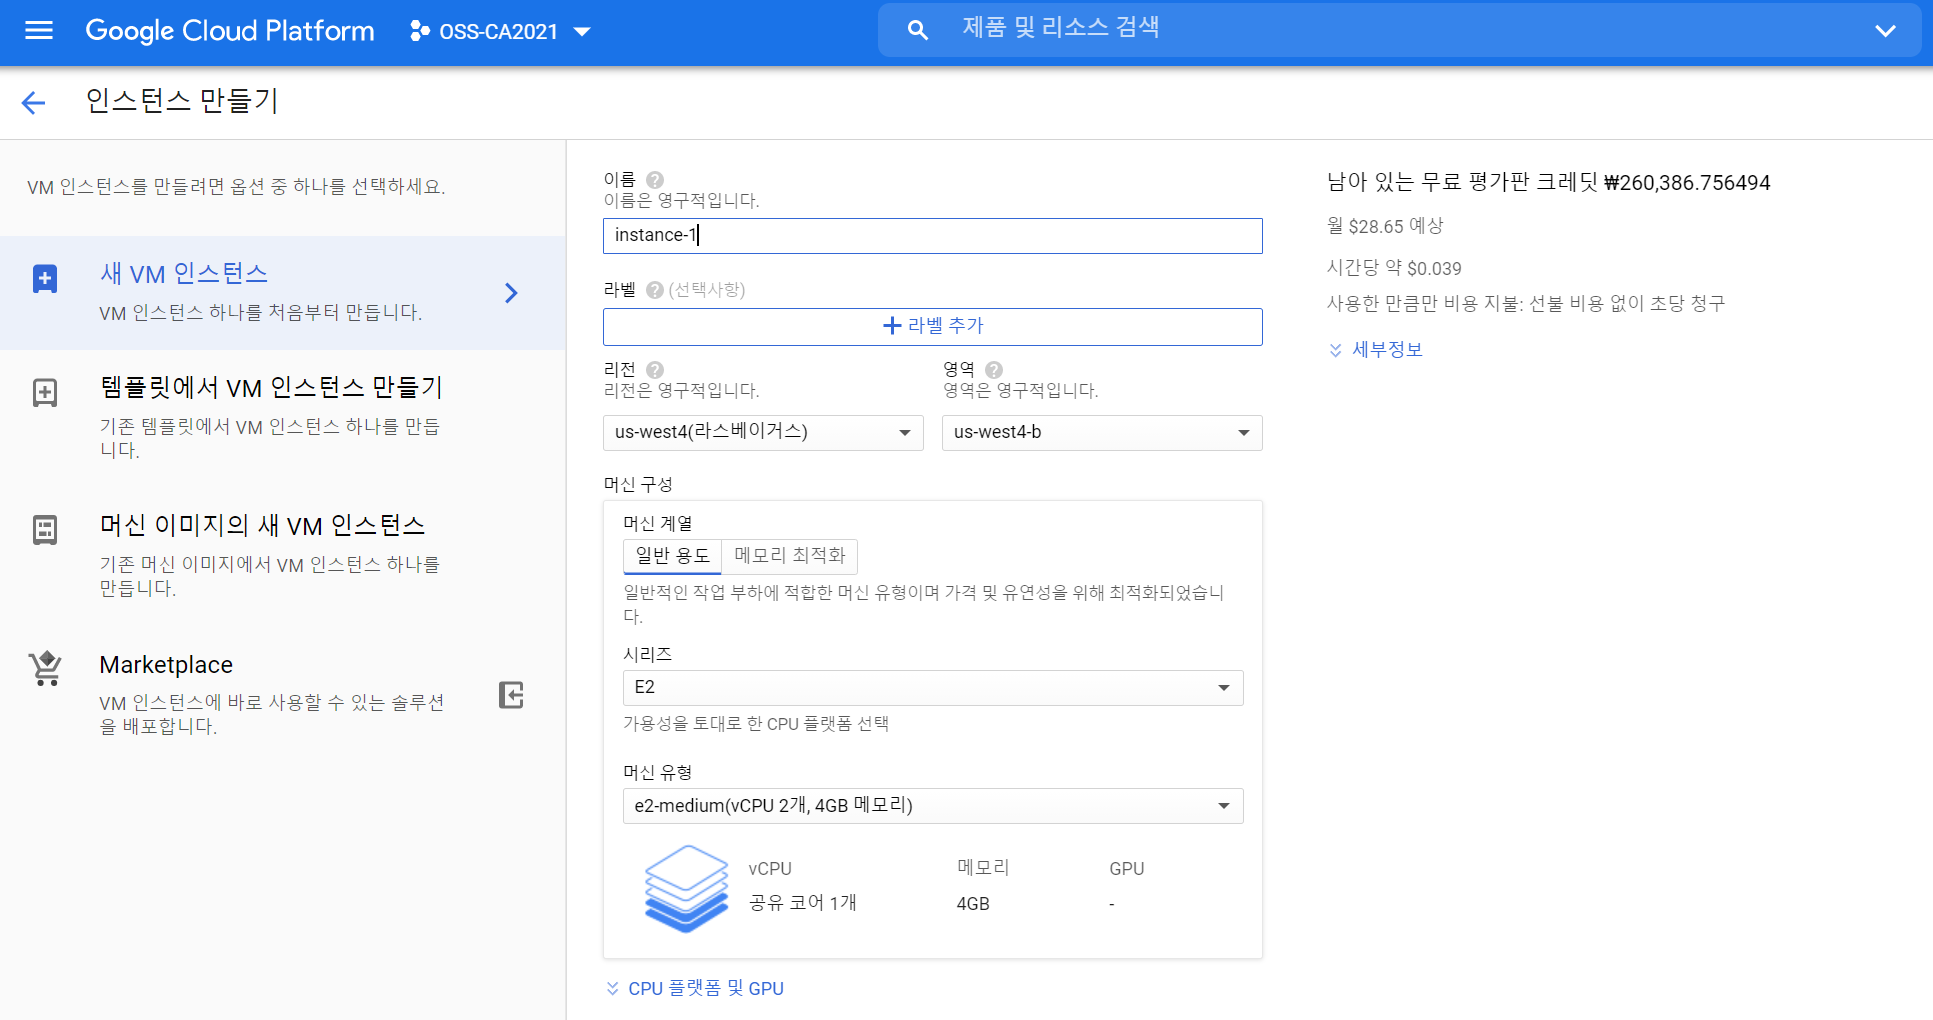 Google Cloud Platform
OSS-CA2021
제품 및 리소스 검색
인스턴스 만들기
VM 인스턴스를 만들려면 옵션 중 하나를 선택하세요.
새 VM 인스턴스
VM 인스턴스 하나를 처음부터 만듭니다.
템플릿에서 VM 인스턴스 만들기
기존 템플릿에서 VM 인스턴스 하나를 만듭
니다.
머신 이미지의 새 VM 인스턴스
기존 머신 이미지에서 VM 인스턴스 하나를
만듭니다.
Marketplace
VM 인스턴스에 바로 사용할 수 있는 솔루션
을 배포합니다.
이름
이름은 영구적입니다.
instance-1
라벨 (선택사항)
라벨 추가
리전
리전은 영구적입니다.
us-west4(라스베이거스)
영역
영역은 영구적입니다.
us-west4-b
머신 구성
머신 계열
일반 용도 메모리 최적화
일반적인 작업 부하에 적합한 머신 유형이며 가격 및 유연성을 위해 최적화되었습니
다.
시리즈
E2
가용성을 토대로 한 CPU 플랫폼 선택
머신 유형
e2-medium(vCPU 2개, 4GB 메모리)
vCPU 메모리 GPU
공유 코어 1개 4GB -
CPU 플랫폼 및 GPU
남아 있는 무료 평가판 크레딧 ₩260,386.756494
월 $28.65 예상
시간당 약 $0.039
사용한 만큼만 비용 지불: 선불 비용 없이 초당 청구
세부정보